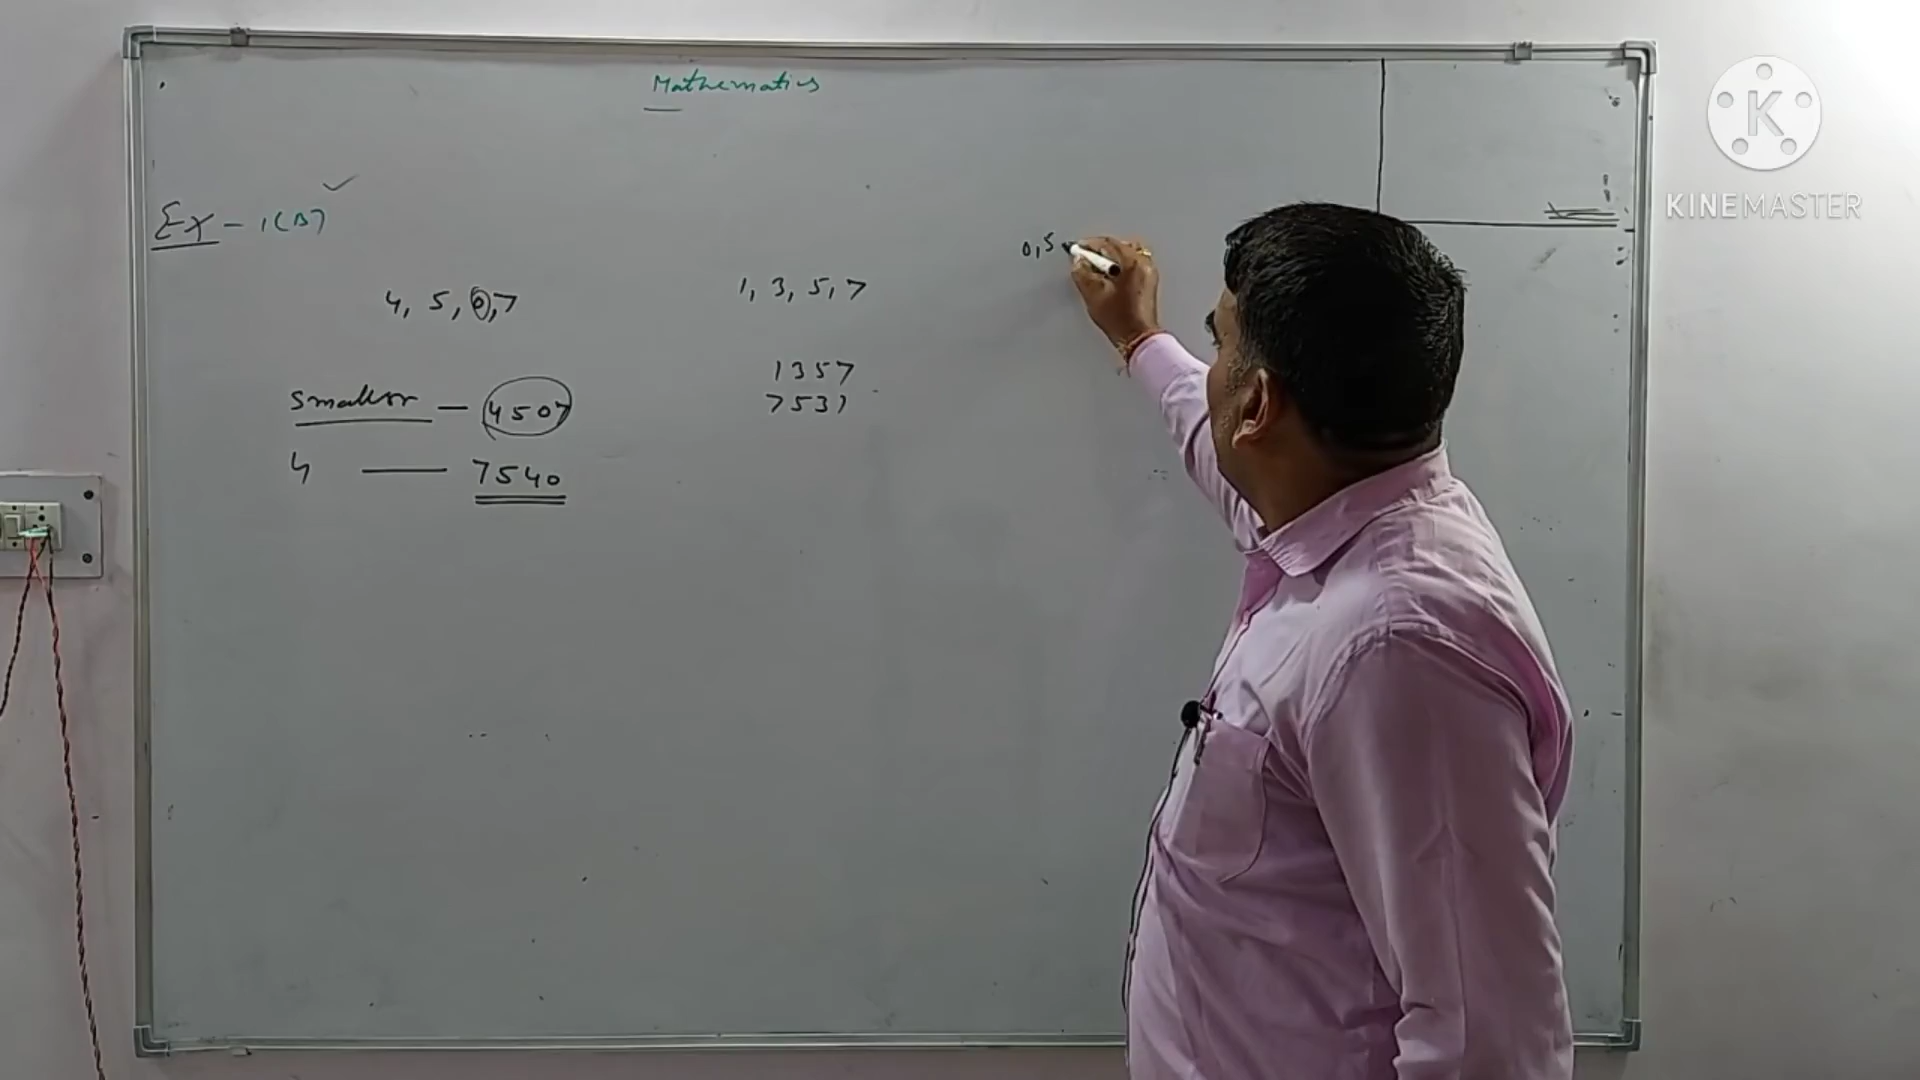 Mathematics
Ex - 1(B)
4, 5, 0, 7
smallest — 4507
4 — 7540
1, 3, 5, 7
1357
7531
0, 5
K
KINEMASTER